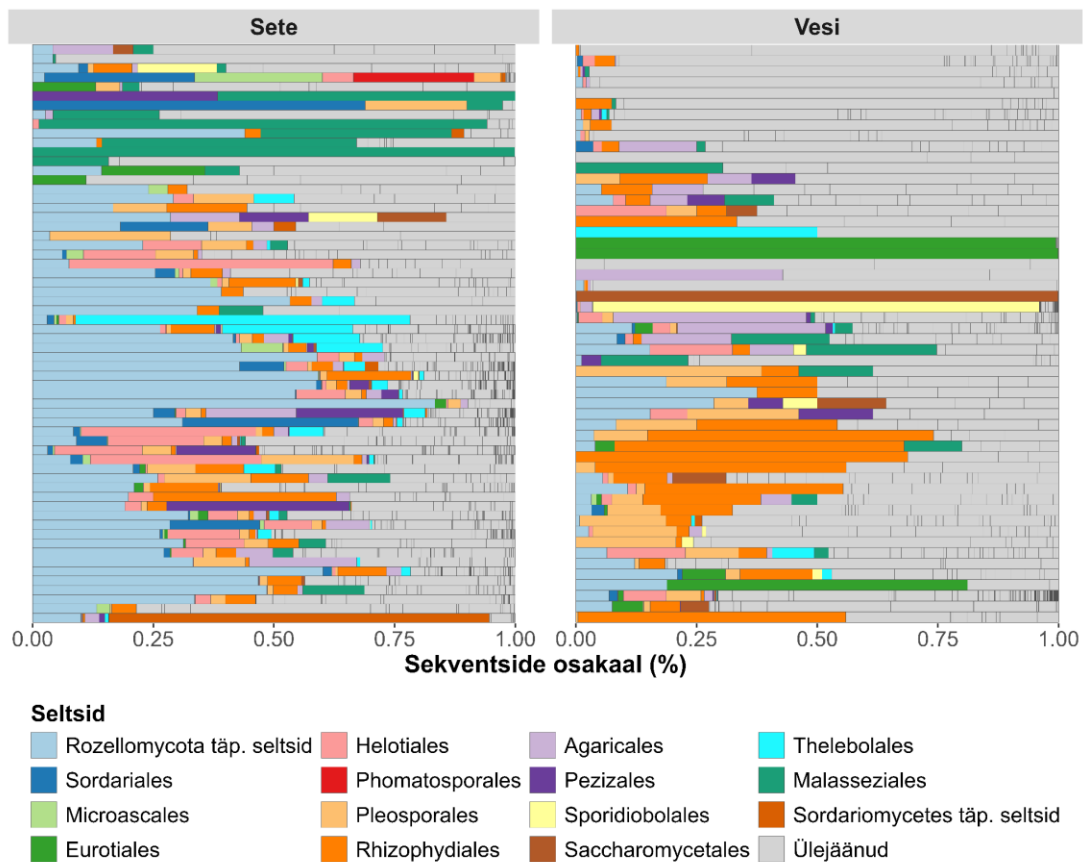 Sete
Vesi
0.00 0.25 0.50 0.75 1.00
0.00 0.25 0.50 0.75 1.00
Sekventside osakaal (%)
Seltsid
Rozellomycota täp. seltsid Helotiales Agaricales Thelebolales
Sordariales Phomatosporales Pezizales Malasseziales
Microascales Pleosporales Sporidiobolales Sordariomycetes täp. seltsid
Eurotiales Rhizophydiales Saccharomycetales Ülejäänud